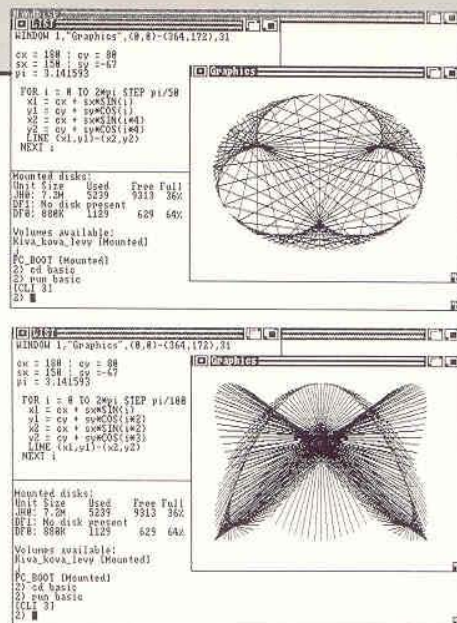 LIST
WINDOW 1,"Graphics",(0,0)-(364,172),31
cx = 180 : cy = 80
sx = 150 : sy =-67
pi = 3.141593
FOR i = 0 TO 2*pi STEP pi/50
x1 = cx + sx*SIN(i)
y1 = cy + sy*COS(i)
x2 = cx + sx*SIN(i*4)
y2 = cy + sy*COS(i*4)
LINE (x1,y1)-(x2,y2)
NEXT i
Graphics
Mounted disks:
Unit Size Used Free Full
JH0: 7.2M 5239 9313 36%
DF1: No disk present
DF0: 880K 1129 629 64%
Volumes available:
Kiva_kova_levy [Mounted]
PC_BOOT [Mounted]
2) cd basic
2) run basic
[CLI 3]
2)
LIST
WINDOW 1,"Graphics",(0,0)-(364,172),31
cx = 180 : cy = 80
sx = 150 : sy =-67
pi = 3.141593
FOR i = 0 TO 2*pi STEP pi/100
x1 = cx + sx*SIN(i)
y1 = cy + sy*COS(i*2)
x2 = cx + sx*SIN(i*2)
y2 = cy + sy*COS(i*3)
LINE (x1,y1)-(x2,y2)
NEXT i
Graphics
Mounted disks:
Unit Size Used Free Full
JH0: 7.2M 5239 9313 36%
DF1: No disk present
DF0: 880K 1129 629 64%
Volumes available:
Kiva_kova_levy [Mounted]
PC_BOOT [Mounted]
2) cd basic
2) run basic
[CLI 3]
2)